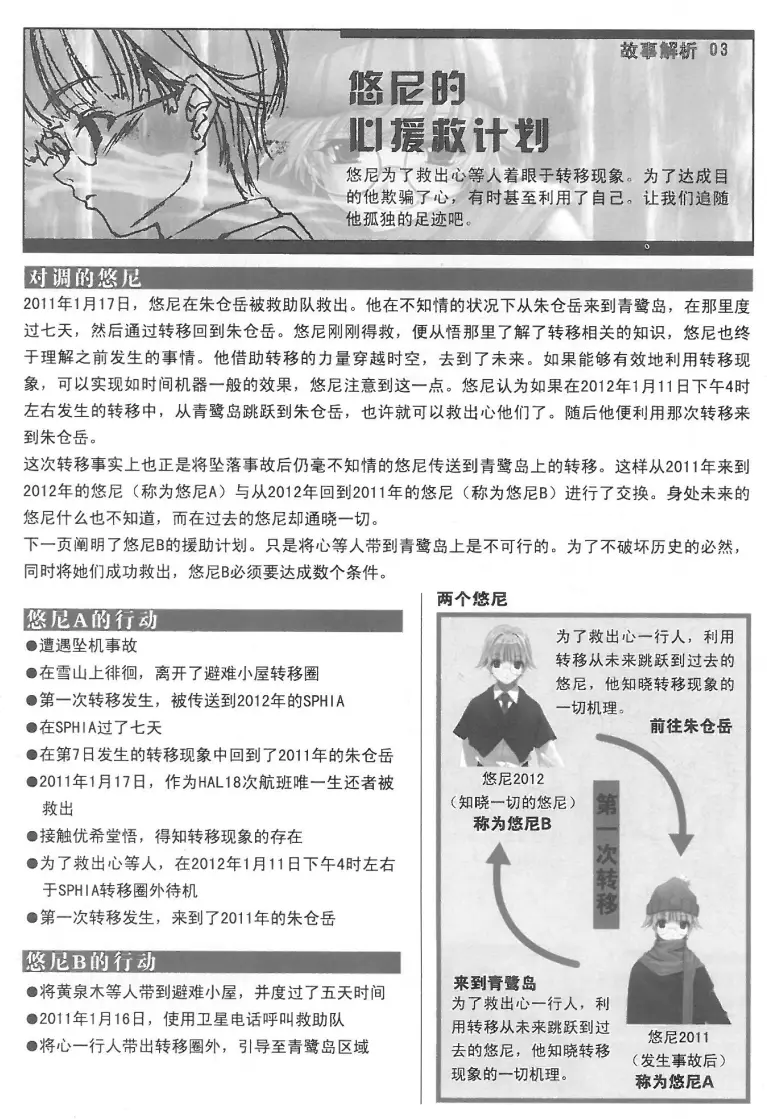 故事解析 03
悠尼的
心援救计划
悠尼为了救出心等人着眼于转移现象。为了达成目
的他欺骗了心，有时甚至利用了自己。让我们追随
他孤独的足迹吧。
对调的悠尼
2011年1月17日，悠尼在朱仓岳被救助队救出。他在不知情的状况下从朱仓岳来到青鹭岛，在那里度
过七天，然后通过转移回到朱仓岳。悠尼刚刚得救，便从悟那里了解了转移相关的知识，悠尼也终
于理解之前发生的事情。他借助转移的力量穿越时空，去到了未来。如果能够有效地利用转移现
象，可以实现如时间机器一般的效果，悠尼注意到这一点。悠尼认为如果在2012年1月11日下午4时
左右发生的转移中，从青鹭岛跳跃到朱仓岳，也许就可以救出心他们了。随后他便利用那次转移来
到朱仓岳。
这次转移事实上也正是将坠落事故后仍毫不知情的悠尼传送到青鹭岛上的转移。这样从2011年来到
2012年的悠尼（称为悠尼A）与从2012年回到2011年的悠尼（称为悠尼B）进行了交换。身处未来的
悠尼什么也不知道，而在过去的悠尼却通晓一切。
下一页阐明了悠尼B的援助计划。只是将心等人带到青鹭岛上是不可行的。为了不破坏历史的必然，
同时将她们成功救出，悠尼B必须要达成数个条件。
悠尼A的行动
●遭遇坠机事故
●在雪山上徘徊，离开了避难小屋转移圈
●第一次转移发生，被传送到2012年的SPHIA
●在SPHIA过了七天
●在第7日发生的转移现象中回到了2011年的朱仓岳
●2011年1月17日，作为HAL18次航班唯一生还者被
救出
●接触优希堂悟，得知转移现象的存在
●为了救出心等人，在2012年1月11日下午4时左右
于SPHIA转移圈外待机
●第一次转移发生，来到了2011年的朱仓岳
悠尼B的行动
●将黄泉木等人带到避难小屋，并度过了五天时间
●2011年1月16日，使用卫星电话呼叫救助队
●将心一行人带出转移圈外，引导至青鹭岛区域
两个悠尼
为了救出心一行人，利用
转移从未来跳跃到过去的
悠尼，他知晓转移现象的
一切机理。
前往朱仓岳
悠尼2012
（知晓一切的悠尼）
称为悠尼B
第一次转移
来到青鹭岛
为了救出心一行人，利
用转移从未来跳跃到过
去的悠尼，他知晓转移
现象的一切机理。
悠尼2011
（发生事故后）
称为悠尼A